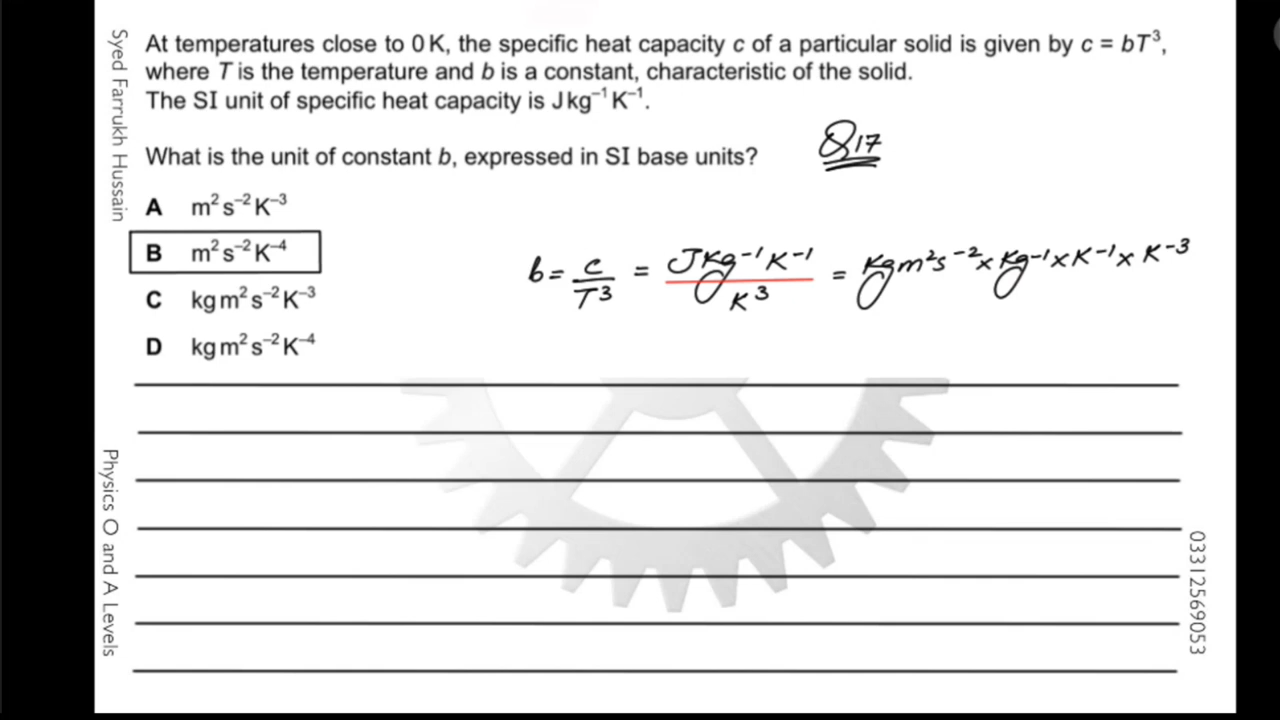 At temperatures close to 0 K, the specific heat capacity c of a particular solid is given by c = bT³,
where T is the temperature and b is a constant, characteristic of the solid.
The SI unit of specific heat capacity is J kg⁻¹ K⁻¹.
What is the unit of constant b, expressed in SI base units?
Q17
A m² s⁻² K⁻³
B m² s⁻² K⁻⁴
C kg m² s⁻² K⁻³
D kg m² s⁻² K⁻⁴
b = c/T³ = JKg⁻¹K⁻¹/K³ = Kgm²s⁻² x Kg⁻¹ x K⁻¹ x K⁻³
Syed Farrukh Hussain
Physics O and A Levels
03312569053